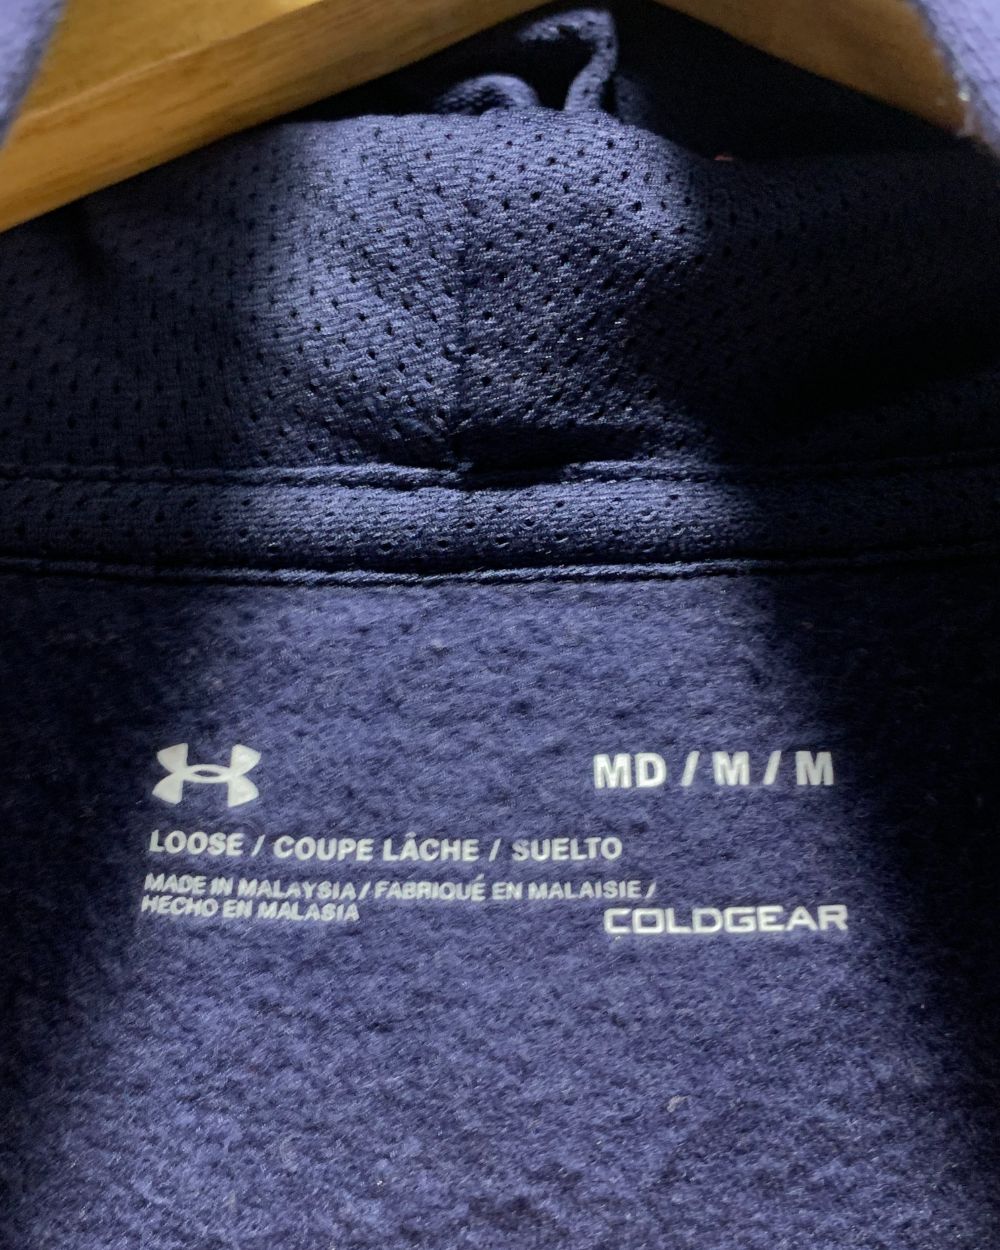 MD / M / M
LOOSE / COUPE LÂCHE / SUELTO
MADE IN MALAYSIA / FABRIQUÉ EN MALAISIE /
HECHO EN MALASIA
COLDGEAR